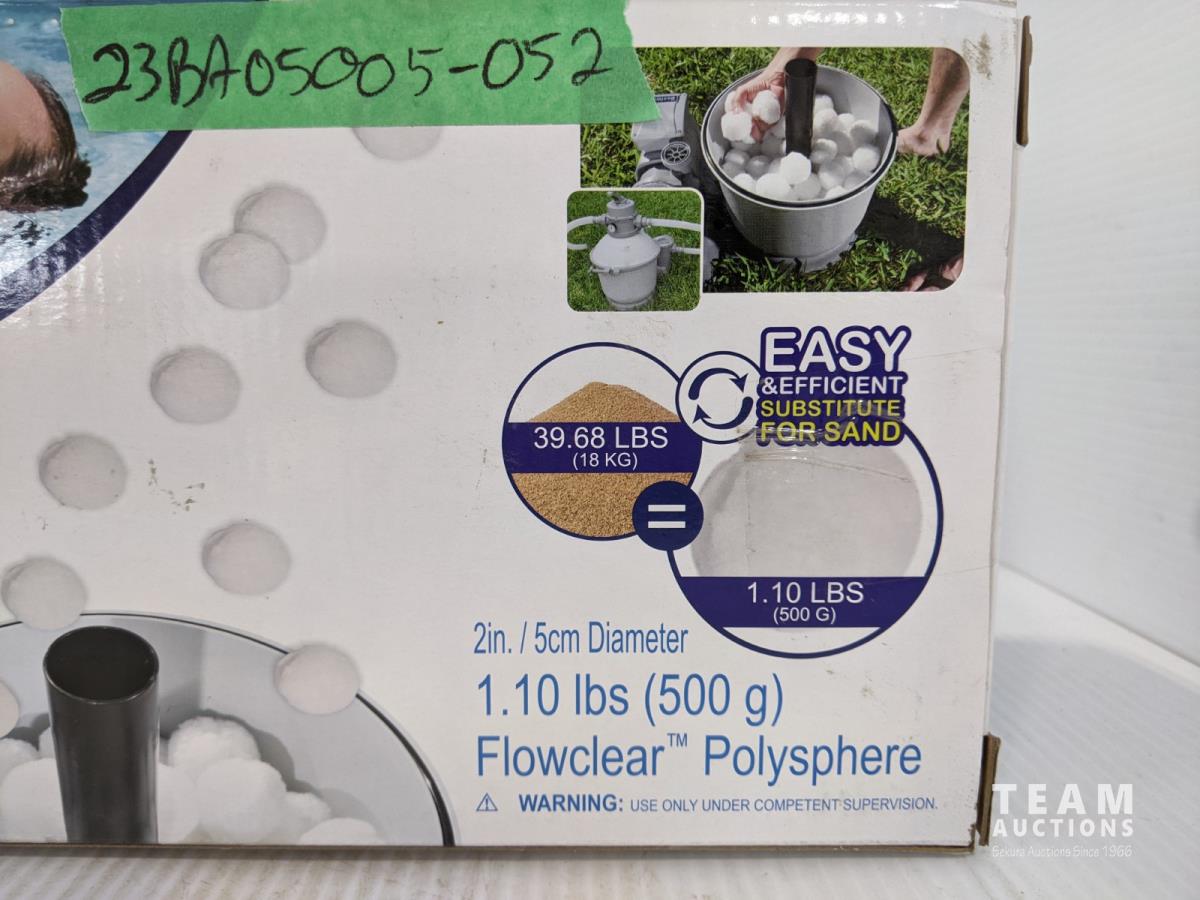 23BA05005-052
EASY
&EFFICIENT
SUBSTITUTE
FOR SAND
39.68 LBS
(18 KG)
=
1.10 LBS
(500 G)
2in. / 5cm Diameter
1.10 lbs (500 g)
Flowclear™ Polysphere
⚠ WARNING: USE ONLY UNDER COMPETENT SUPERVISION.
TEAM
AUCTIONS
Bekura Auctions Since 1966